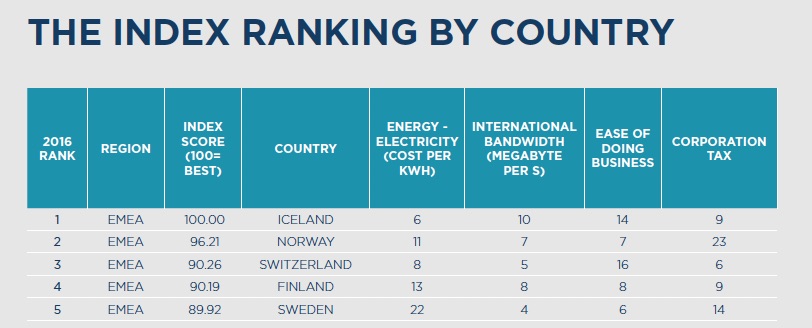 THE INDEX RANKING BY COUNTRY
2016 RANK REGION INDEX SCORE (100= BEST) COUNTRY ENERGY - ELECTRICITY (COST PER KWH) INTERNATIONAL BANDWIDTH (MEGABYTE PER S) EASE OF DOING BUSINESS CORPORATION TAX
1 EMEA 100.00 ICELAND 6 10 14 9
2 EMEA 96.21 NORWAY 11 7 7 23
3 EMEA 90.26 SWITZERLAND 8 5 16 6
4 EMEA 90.19 FINLAND 13 8 8 9
5 EMEA 89.92 SWEDEN 22 4 6 14